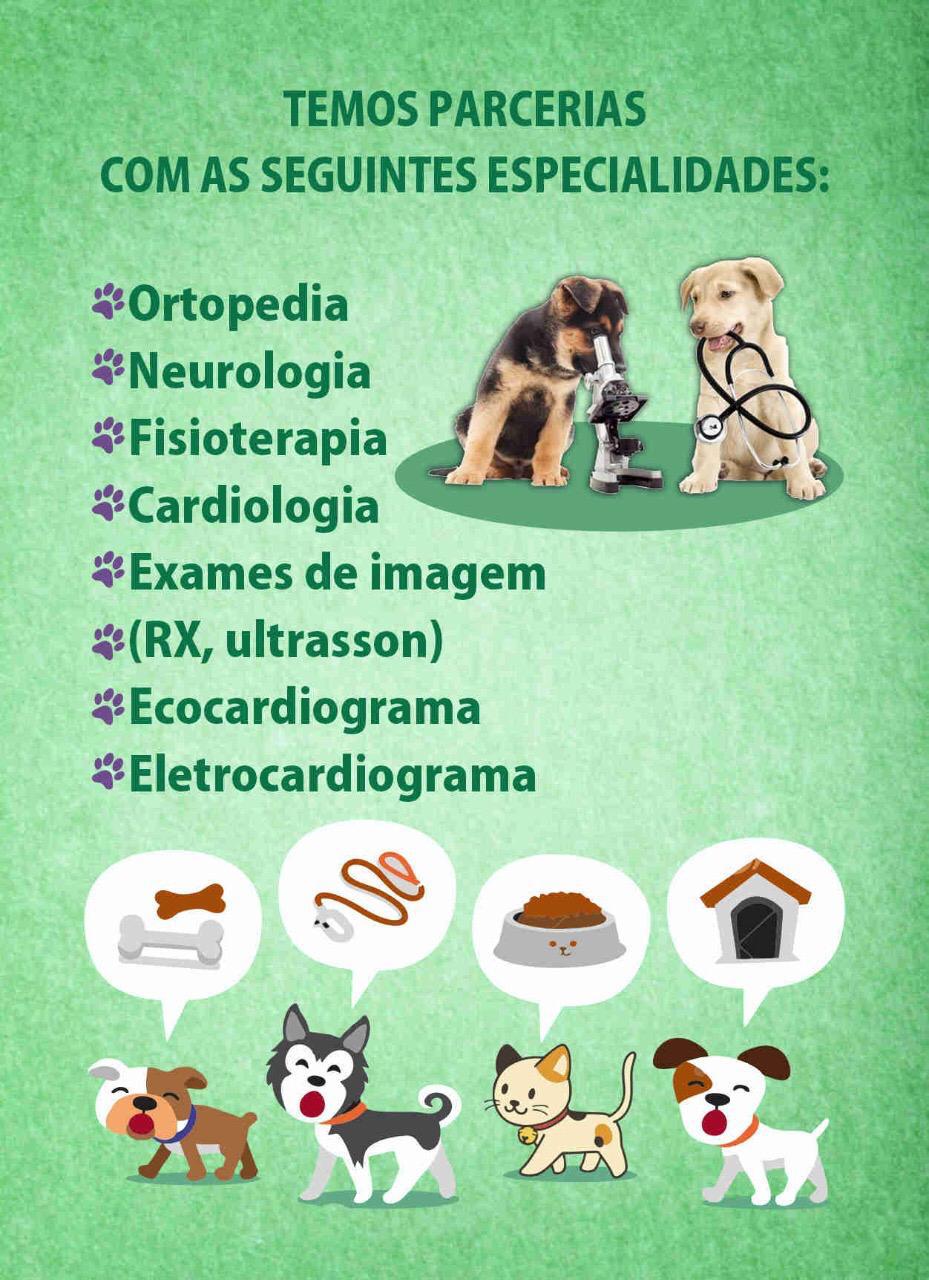 TEMOS PARCERIAS
COM AS SEGUINTES ESPECIALIDADES:
Ortopedia
Neurologia
Fisioterapia
Cardiologia
Exames de imagem
(RX, ultrasson)
Ecocardiograma
Eletrocardiograma